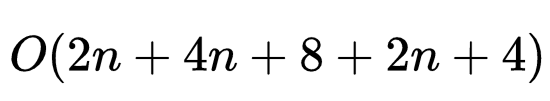 O(2n + 4n + 8 + 2n + 4)